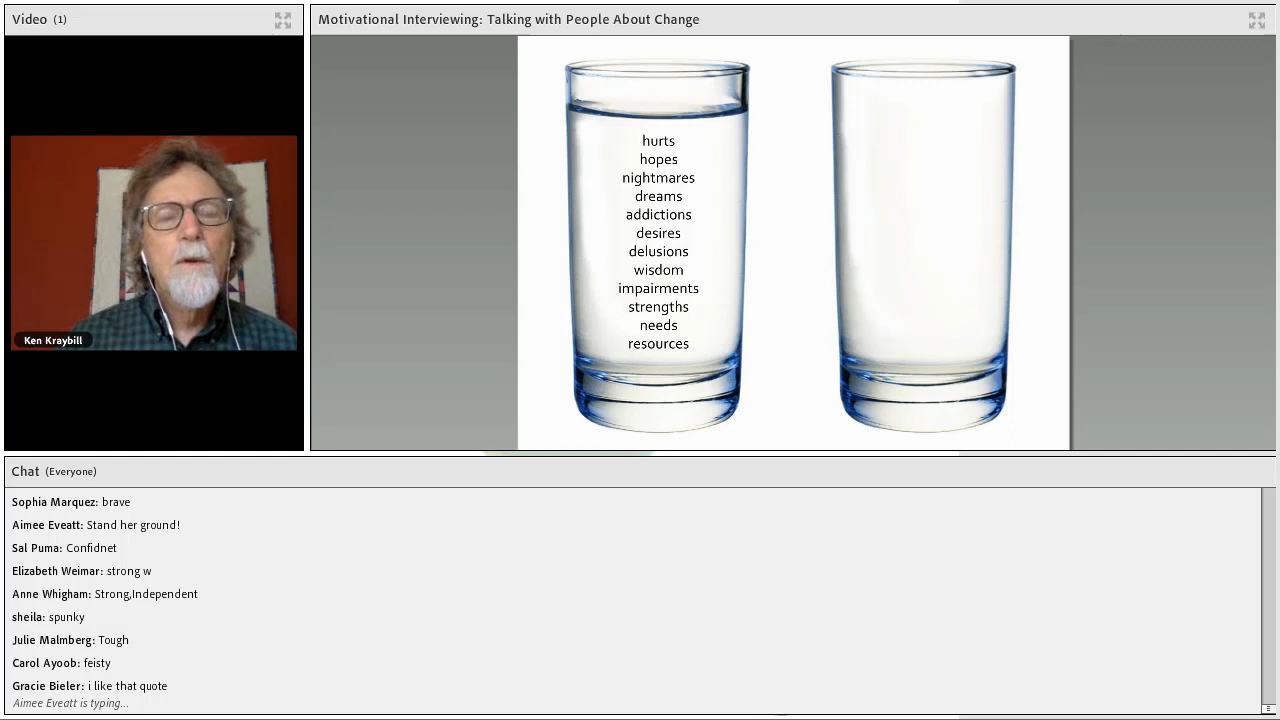 Video (1)
Motivational Interviewing: Talking with People About Change
Ken Kraybill
hurts
hopes
nightmares
dreams
addictions
desires
delusions
wisdom
impairments
strengths
needs
resources
Chat (Everyone)
Sophia Marquez: brave
Aimee Eveatt: Stand her ground!
Sal Puma: Confidnet
Elizabeth Weimar: strong w
Anne Whigham: Strong,Independent
sheila: spunky
Julie Malmberg: Tough
Carol Ayoob: feisty
Gracie Bieler: i like that quote
Aimee Eveatt is typing...